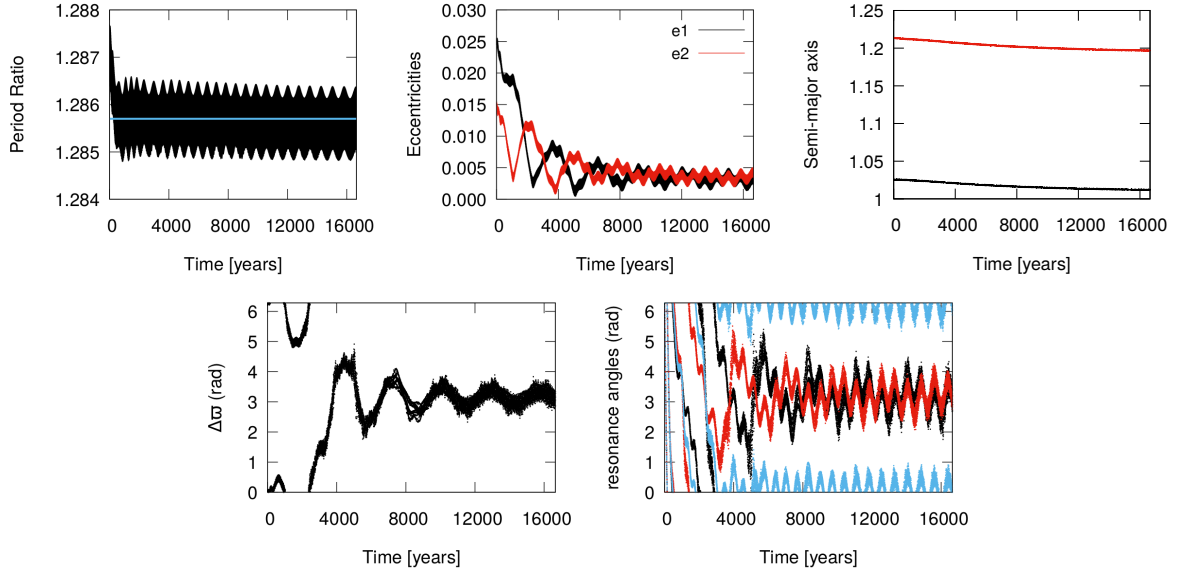 Period Ratio
1.288
1.287
1.286
1.285
1.284
0 4000 8000 12000 16000
Time [years]
Eccentricities
0.030
0.025
0.020
0.015
0.010
0.005
0.000
e1
e2
0 4000 8000 12000 16000
Time [years]
Semi-major axis
1.25
1.2
1.15
1.1
1.05
1
0 4000 8000 12000 16000
Time [years]
Δϖ (rad)
6
5
4
3
2
1
0
0 4000 8000 12000 16000
Time [years]
resonance angles (rad)
6
5
4
3
2
1
0
0 4000 8000 12000 16000
Time [years]